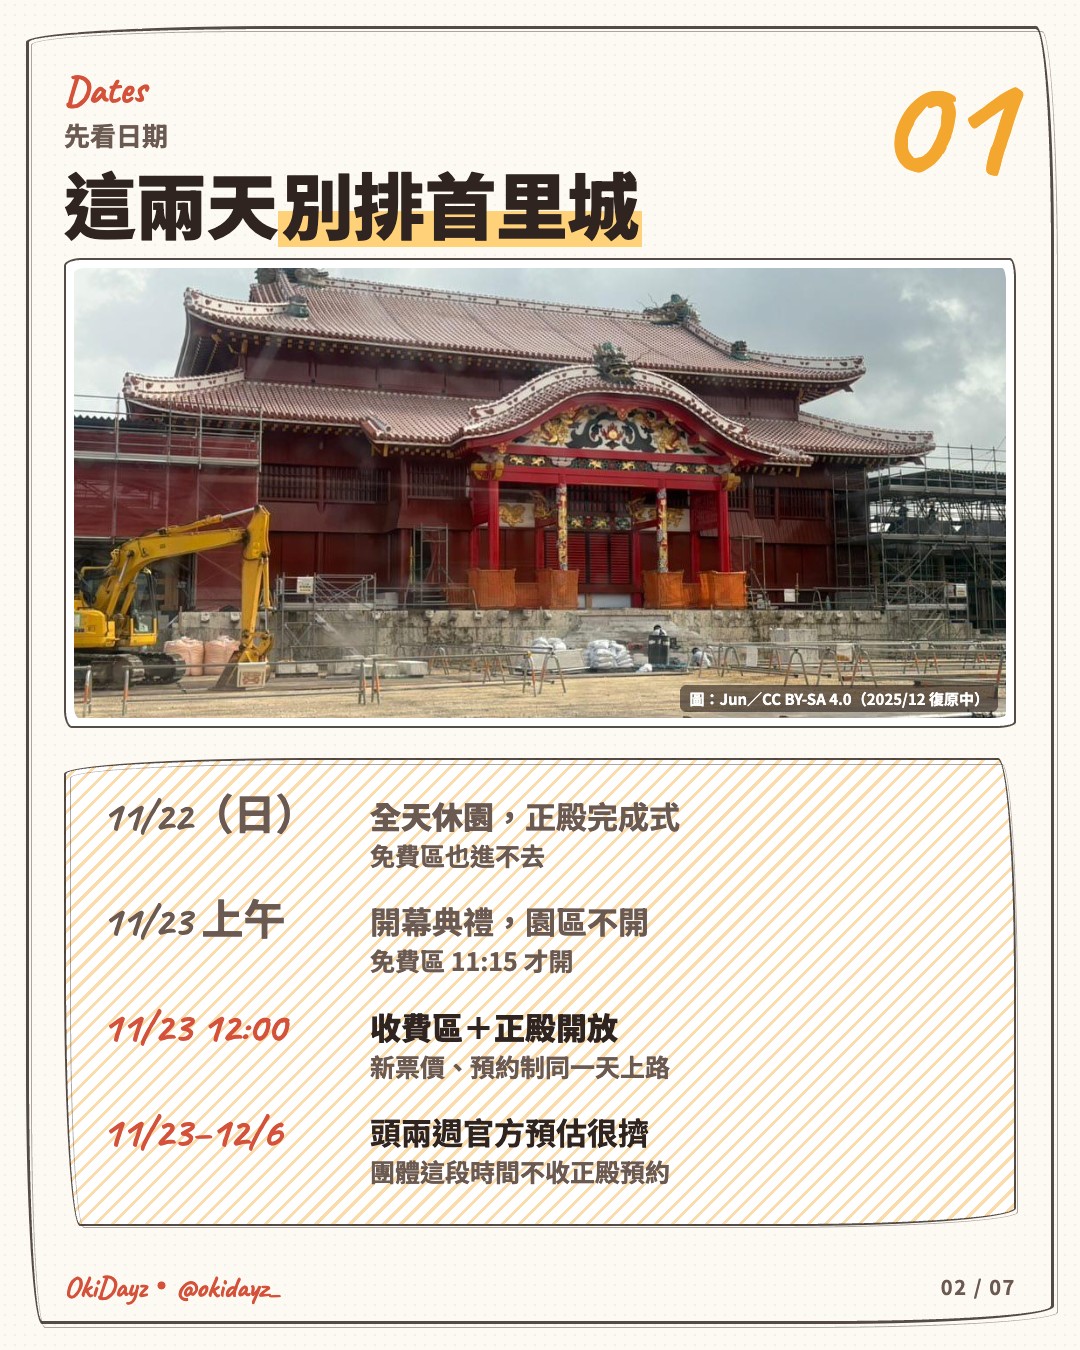 Dates
01
先看日期
這兩天別排首里城
圖：Jun／CC BY-SA 4.0（2025/12 復原中）
11/22（日）
全天休園，正殿完成式
免費區也進不去
11/23 上午
開幕典禮，園區不開
免費區 11:15 才開
11/23 12:00
收費區＋正殿開放
新票價、預約制同一天上路
11/23–12/6
頭兩週官方預估很擠
團體這段時間不收正殿預約
OkiDayz • @okidayz_
02 / 07